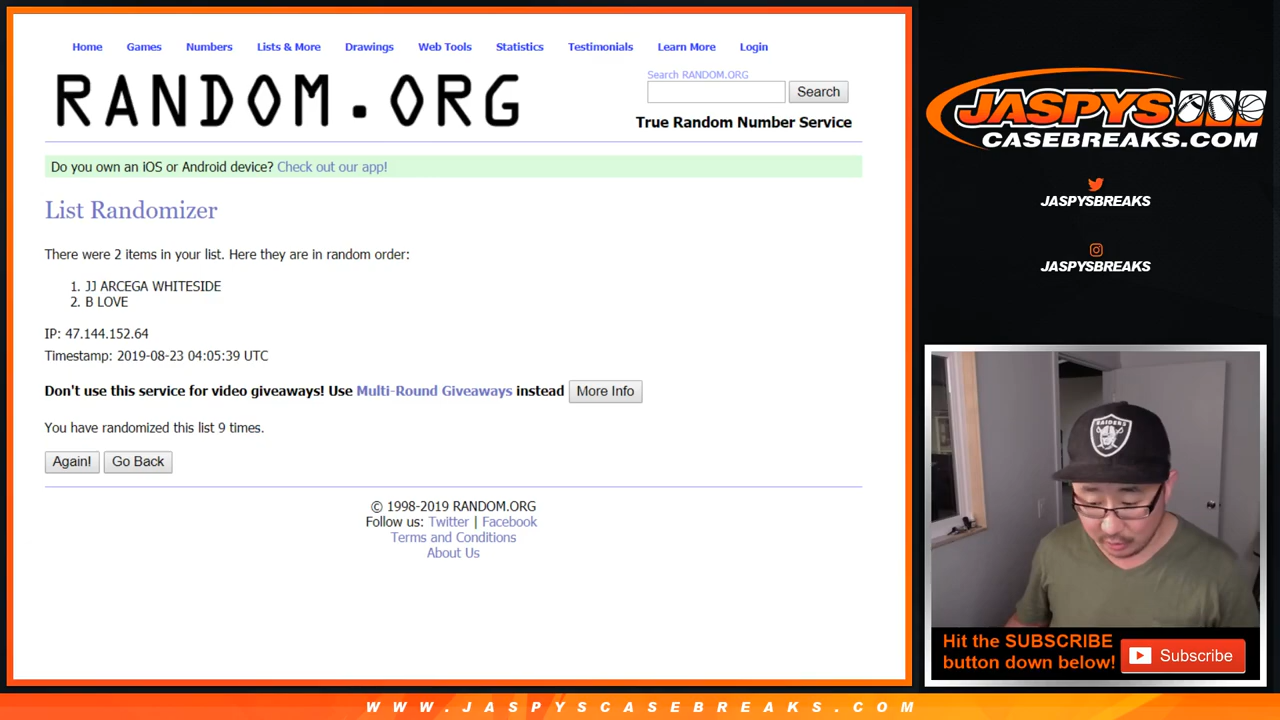 Home Games Numbers Lists & More Drawings Web Tools Statistics Testimonials Learn More Login
RANDOM.ORG
Search RANDOM.ORG
Search
True Random Number Service
Do you own an iOS or Android device? Check out our app!
List Randomizer
There were 2 items in your list. Here they are in random order:
1. JJ ARCEGA WHITESIDE
2. B LOVE
IP: 47.144.152.64
Timestamp: 2019-08-23 04:05:39 UTC
Don't use this service for video giveaways! Use Multi-Round Giveaways instead More Info
You have randomized this list 9 times.
Again! Go Back
© 1998-2019 RANDOM.ORG
Follow us: Twitter | Facebook
Terms and Conditions
About Us
JASPYS
CASEBREAKS.COM
JASPYSBREAKS
JASPYSBREAKS
RAIDERS
Hit the SUBSCRIBE
button down below!
Subscribe
WWW.JASPYSCASEBREAKS.COM